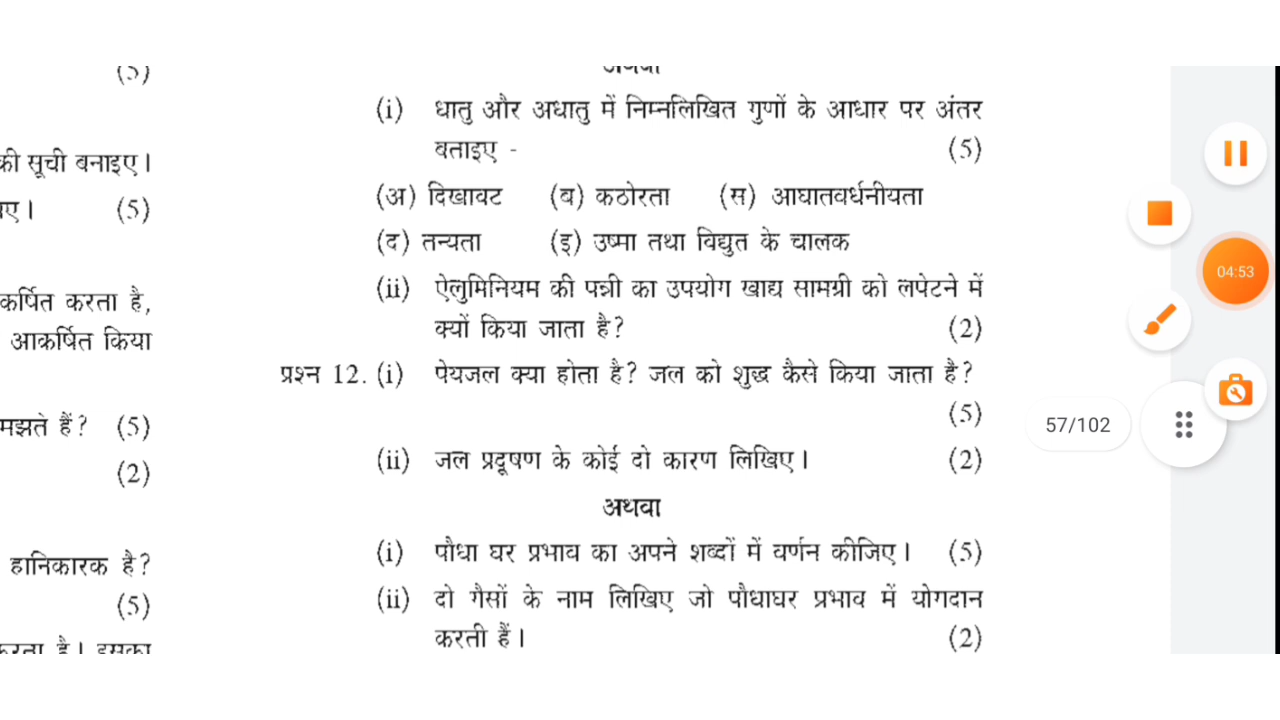 (5)
की सूची बनाइए।
(5)
कर्षित करता है,
आकर्षित किया
मझते हैं? (5)
(2)
हानिकारक है?
(5)
अथवा
(i) धातु और अधातु में निम्नलिखित गुणों के आधार पर अंतर
बताइए - (5)
(अ) दिखावट (ब) कठोरता (स) आघातवर्धनीयता
(द) तन्यता (इ) उष्मा तथा विद्युत के चालक
(ii) ऐलुमिनियम की पन्नी का उपयोग खाद्य सामग्री को लपेटने में
क्यों किया जाता है? (2)
प्रश्न 12. (i) पेयजल क्या होता है? जल को शुद्ध कैसे किया जाता है?
(5)
(ii) जल प्रदूषण के कोई दो कारण लिखिए। (2)
अथवा
(i) पौधा घर प्रभाव का अपने शब्दों में वर्णन कीजिए। (5)
(ii) दो गैसों के नाम लिखिए जो पौधाघर प्रभाव में योगदान
करती हैं। (2)
04:53
57/102